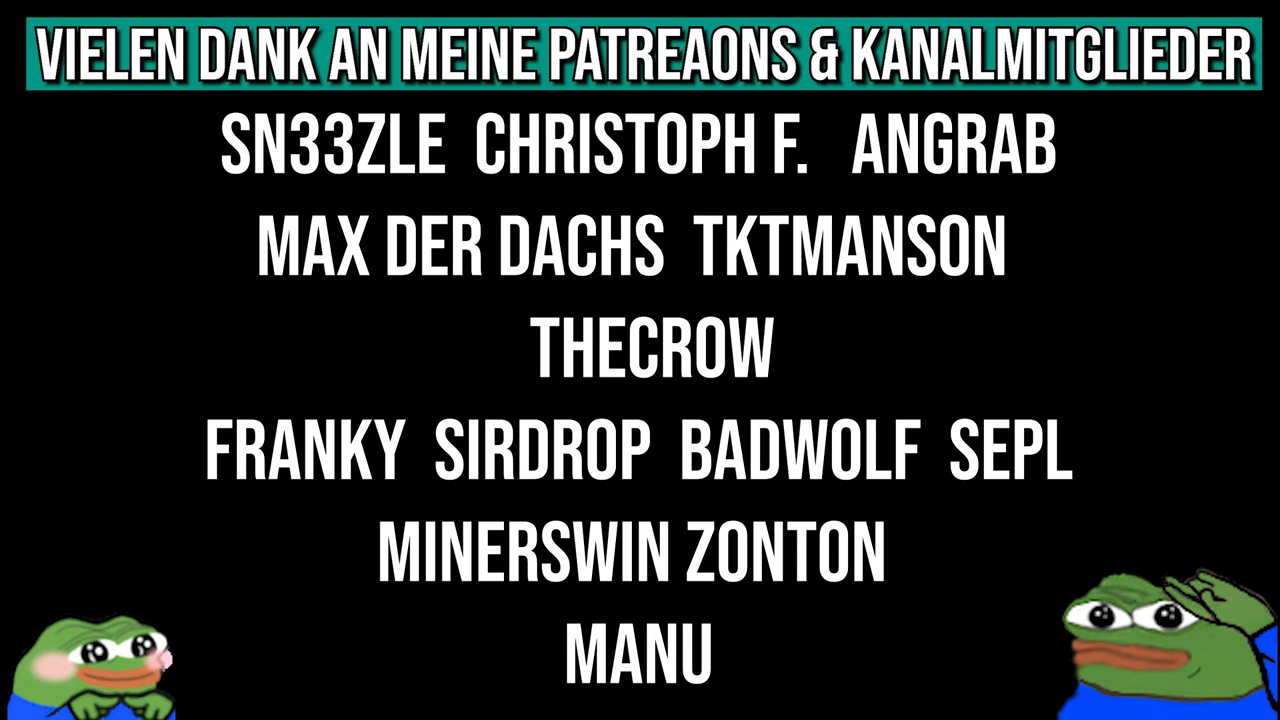 VIELEN DANK AN MEINE PATREAONS & KANALMITGLIEDER
SN33ZLE CHRISTOPH F. ANGRAB
MAX DER DACHS TKTMANSON
THECROW
FRANKY SIRDROP BADWOLF SEPL
MINERSWIN ZONTON
MANU